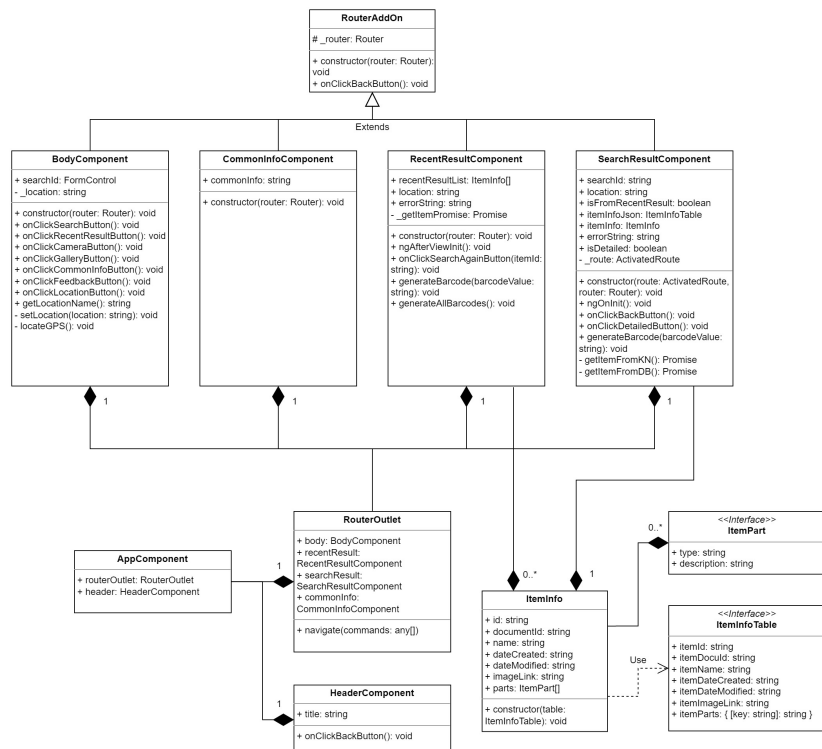 RouterAddOn
# _router: Router
+ constructor(router: Router):
void
+ onClickBackButton(): void
Extends
BodyComponent
+ searchId: FormControl
- _location: string
+ constructor(router: Router): void
+ onClickSearchButton(): void
+ onClickRecentResultButton(): void
+ onClickCameraButton(): void
+ onClickGalleryButton(): void
+ onClickCommonInfoButton(): void
+ onClickFeedbackButton(): void
+ onClickLocationButton(): void
+ getLocationName(): string
- setLocation(location: string): void
- locateGPS(): void
CommonInfoComponent
+ commonInfo: string
+ constructor(router: Router): void
RecentResultComponent
+ recentResultList: ItemInfo[]
+ location: string
+ errorString: string
- _getItemPromise: Promise
+ constructor(router: Router): void
+ ngAfterViewInit(): void
+ onClickSearchAgainButton(itemId:
string): void
+ generateBarcode(barcodeValue:
string): void
+ generateAllBarcodes(): void
SearchResultComponent
+ searchId: string
+ location: string
+ isFromRecentResult: boolean
+ itemInfoJson: ItemInfoTable
+ itemInfo: ItemInfo
+ errorString: string
+ isDetailed: boolean
- _route: ActivatedRoute
+ constructor(route: ActivatedRoute,
router: Router): void
+ ngOnInit(): void
+ onClickBackButton(): void
+ onClickDetailedButton(): void
+ generateBarcode(barcodeValue:
string): void
- getItemFromKN(): Promise
- getItemFromDB(): Promise
1
1
1
1
AppComponent
+ routerOutlet: RouterOutlet
+ header: HeaderComponent
1
RouterOutlet
+ body: BodyComponent
+ recentResult:
RecentResultComponent
+ searchResult:
SearchResultComponent
+ commonInfo:
CommonInfoComponent
+ navigate(commands: any[])
1
HeaderComponent
+ title: string
+ onClickBackButton(): void
0..*
1
ItemInfo
+ id: string
+ documentId: string
+ name: string
+ dateCreated: string
+ dateModified: string
+ imageLink: string
+ parts: ItemPart[]
+ constructor(table:
ItemInfoTable): void
0..*
<<Interface>>
ItemPart
+ type: string
+ description: string
Use
<<Interface>>
ItemInfoTable
+ itemId: string
+ itemDocuId: string
+ itemName: string
+ itemDateCreated: string
+ itemDateModified: string
+ itemImageLink: string
+ itemParts: { [key: string]: string }